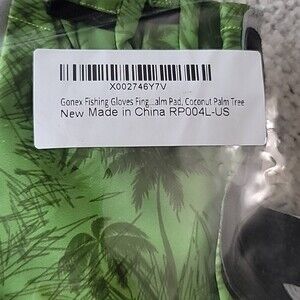 X002746Y7V
Gonex Fishing Gloves Fing...alm Pad, Coconut Palm Tree
New Made in China RP004L-US